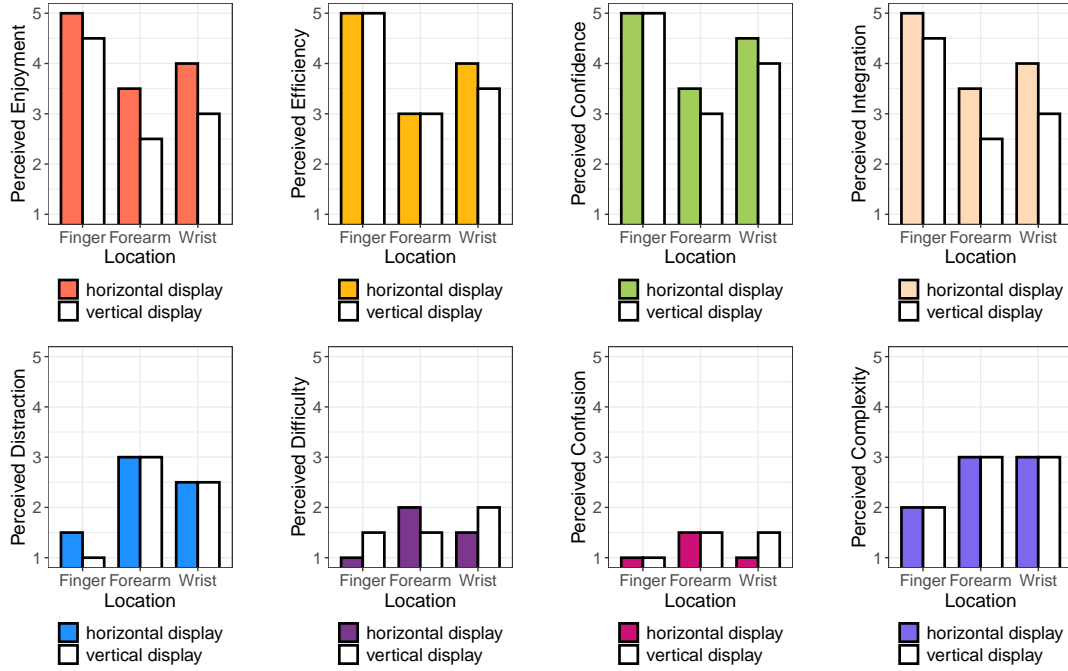 Perceived Enjoyment
5
4
3
2
1
Finger Forearm Wrist
Location
horizontal display
vertical display
Perceived Efficiency
5
4
3
2
1
Finger Forearm Wrist
Location
horizontal display
vertical display
Perceived Confidence
5
4
3
2
1
Finger Forearm Wrist
Location
horizontal display
vertical display
Perceived Integration
5
4
3
2
1
Finger Forearm Wrist
Location
horizontal display
vertical display
Perceived Distraction
5
4
3
2
1
Finger Forearm Wrist
Location
horizontal display
vertical display
Perceived Difficulty
5
4
3
2
1
Finger Forearm Wrist
Location
horizontal display
vertical display
Perceived Confusion
5
4
3
2
1
Finger Forearm Wrist
Location
horizontal display
vertical display
Perceived Complexity
5
4
3
2
1
Finger Forearm Wrist
Location
horizontal display
vertical display